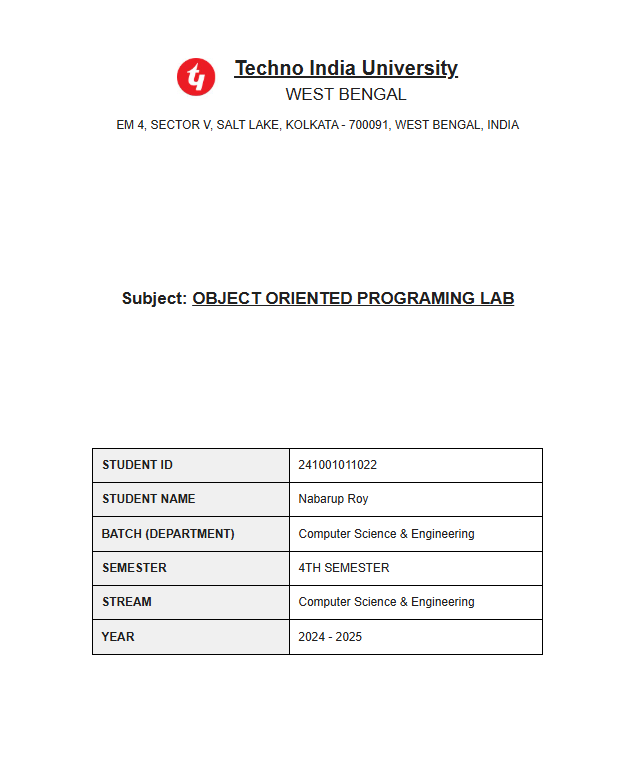 Techno India University
WEST BENGAL
EM 4, SECTOR V, SALT LAKE, KOLKATA - 700091, WEST BENGAL, INDIA
Subject: OBJECT ORIENTED PROGRAMING LAB
STUDENT ID 241001011022
STUDENT NAME Nabarup Roy
BATCH (DEPARTMENT) Computer Science & Engineering
SEMESTER 4TH SEMESTER
STREAM Computer Science & Engineering
YEAR 2024 - 2025